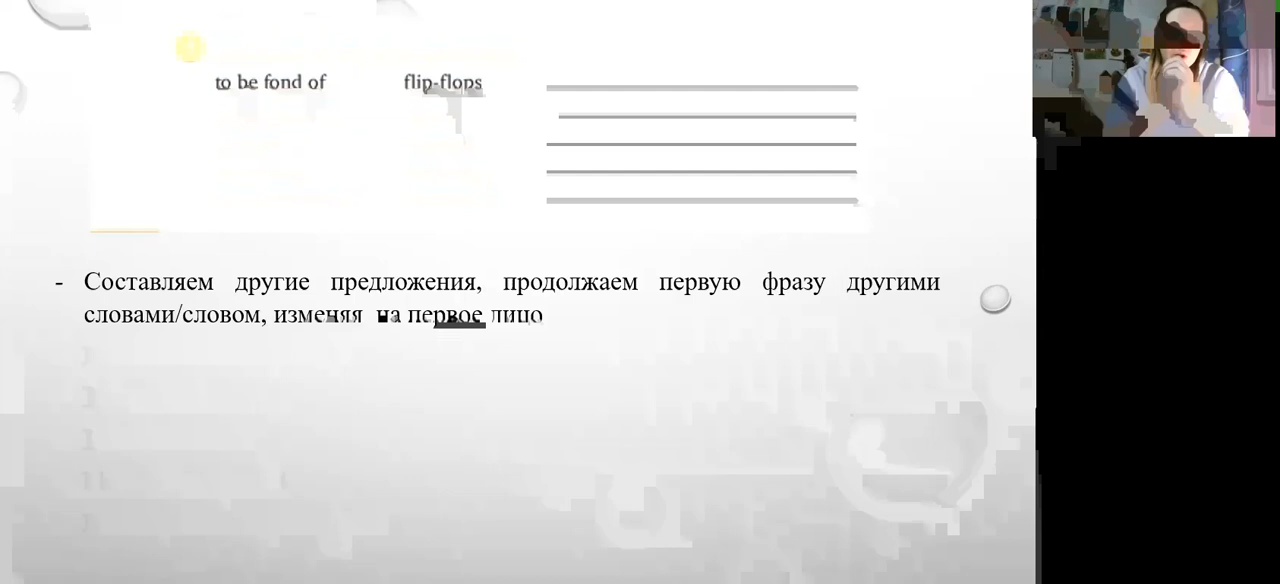 to be fond of flip-flops
- Составляем другие предложения, продолжаем первую фразу другими
словами/словом, изменяя на первое лицо